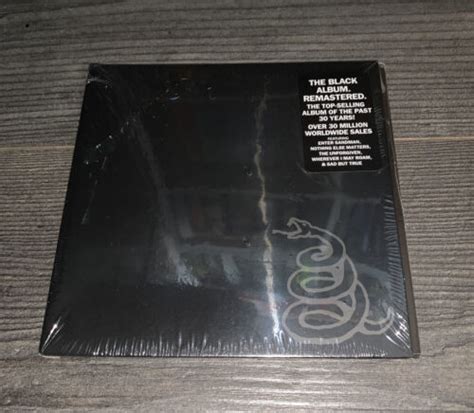 THE BLACK
ALBUM.
REMASTERED.
THE TOP-SELLING
ALBUM OF THE PAST
30 YEARS!
OVER 30 MILLION
WORLDWIDE SALES
FEATURING
ENTER SANDMAN,
NOTHING ELSE MATTERS,
THE UNFORGIVEN,
WHEREVER I MAY ROAM,
& SAD BUT TRUE